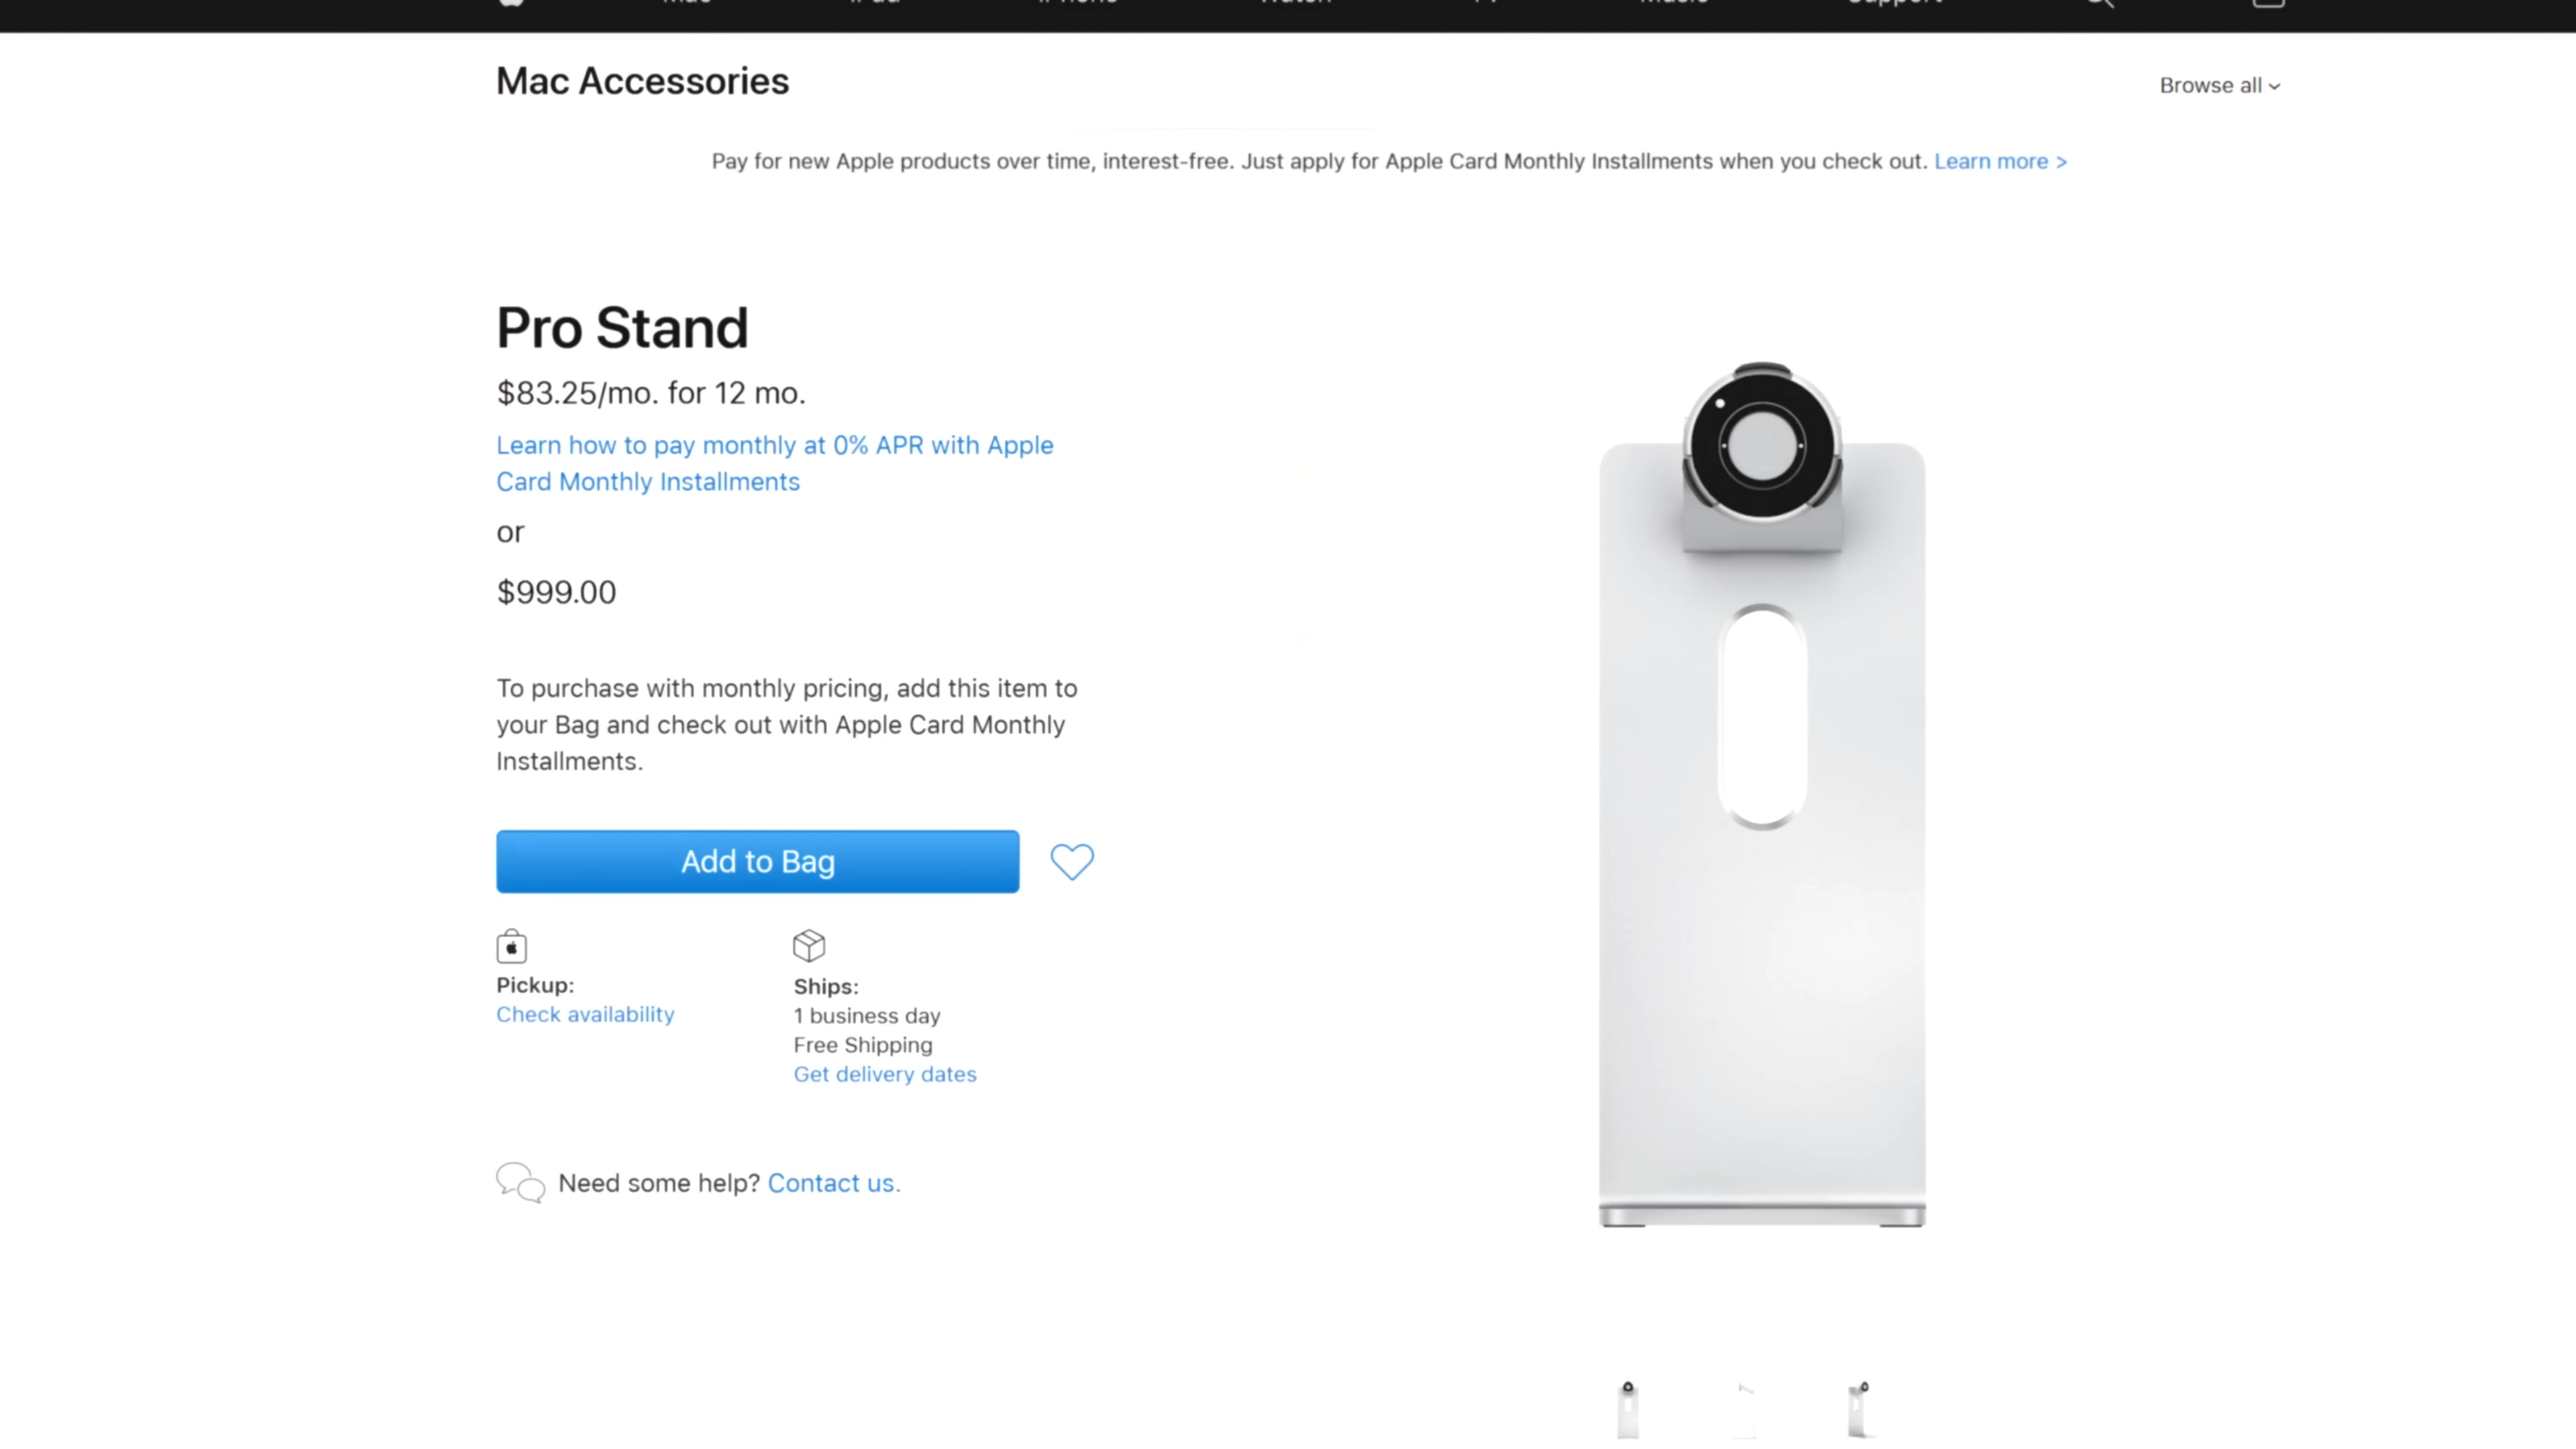 Mac Accessories
Browse all
Pay for new Apple products over time, interest-free. Just apply for Apple Card Monthly Installments when you check out. Learn more >
Pro Stand
$83.25/mo. for 12 mo.
Learn how to pay monthly at 0% APR with Apple
Card Monthly Installments
or
$999.00
To purchase with monthly pricing, add this item to
your Bag and check out with Apple Card Monthly
Installments.
Add to Bag
Pickup:
Check availability
Ships:
1 business day
Free Shipping
Get delivery dates
Need some help? Contact us.